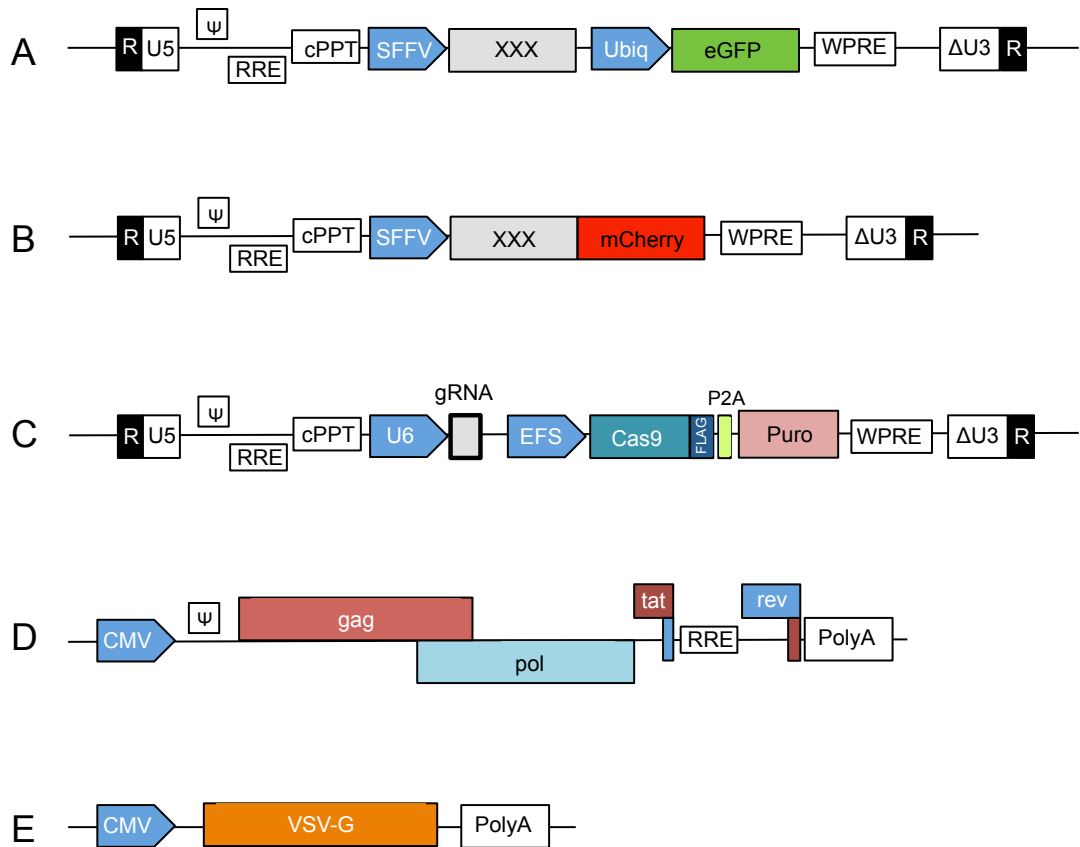 A
R U5 Ψ RRE cPPT SFFV XXX Ubiq eGFP WPRE ΔU3 R
B
R U5 Ψ RRE cPPT SFFV XXX mCherry WPRE ΔU3 R
C
R U5 Ψ RRE cPPT U6 gRNA EFS Cas9 FLAG P2A Puro WPRE ΔU3 R
D
CMV Ψ gag pol tat RRE rev PolyA
E
CMV VSV-G PolyA